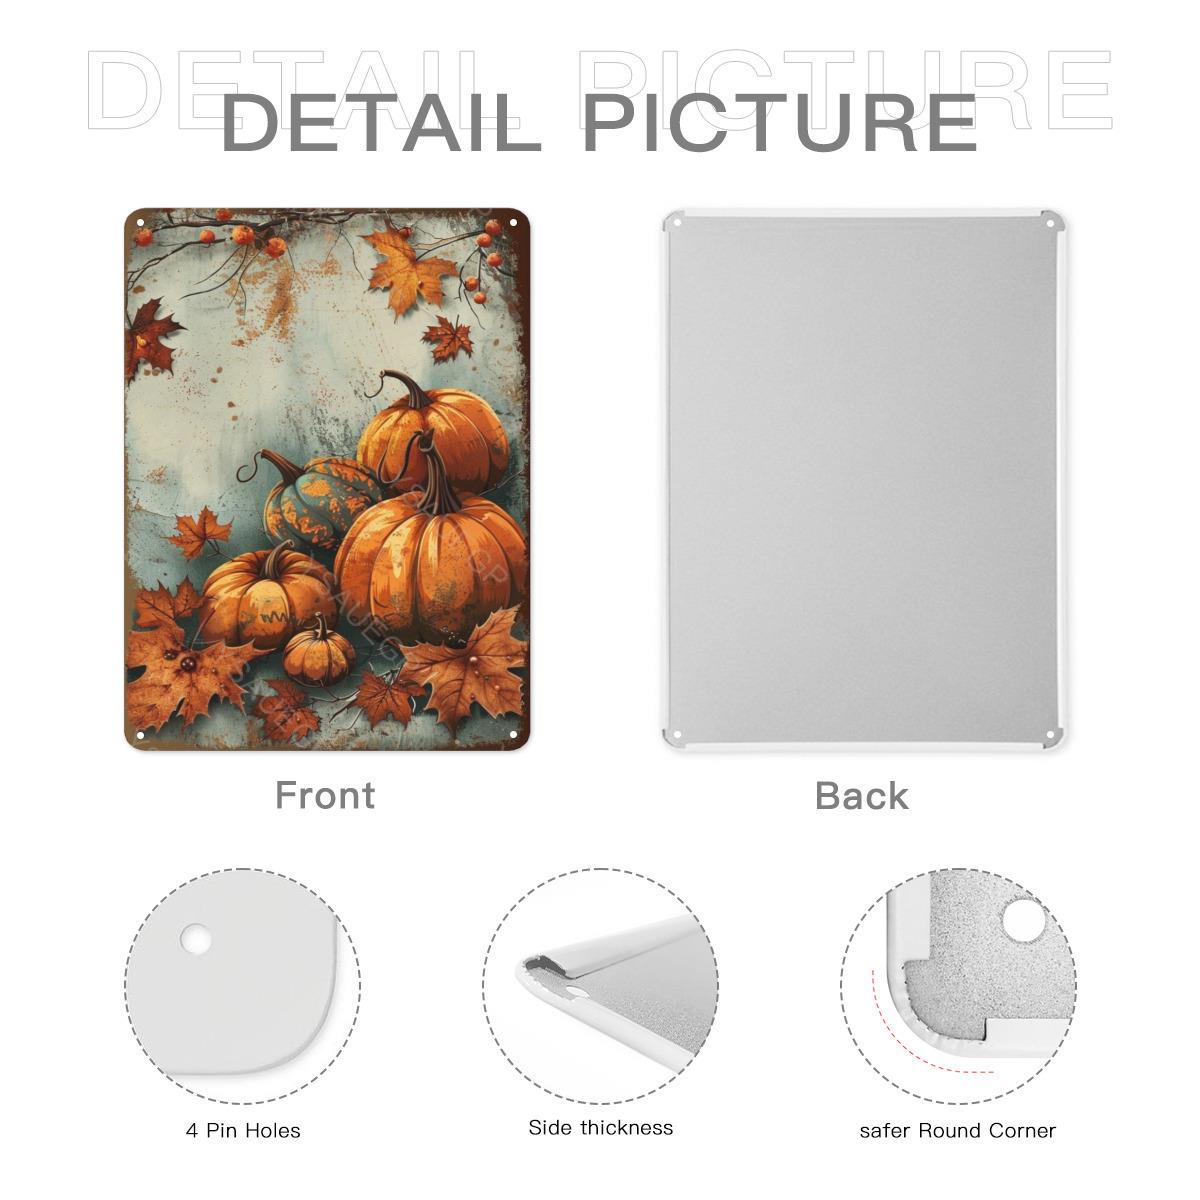 DETAIL PICTURE
DETAIL PICTURE
Front
Back
4 Pin Holes
Side thickness
safer Round Corner